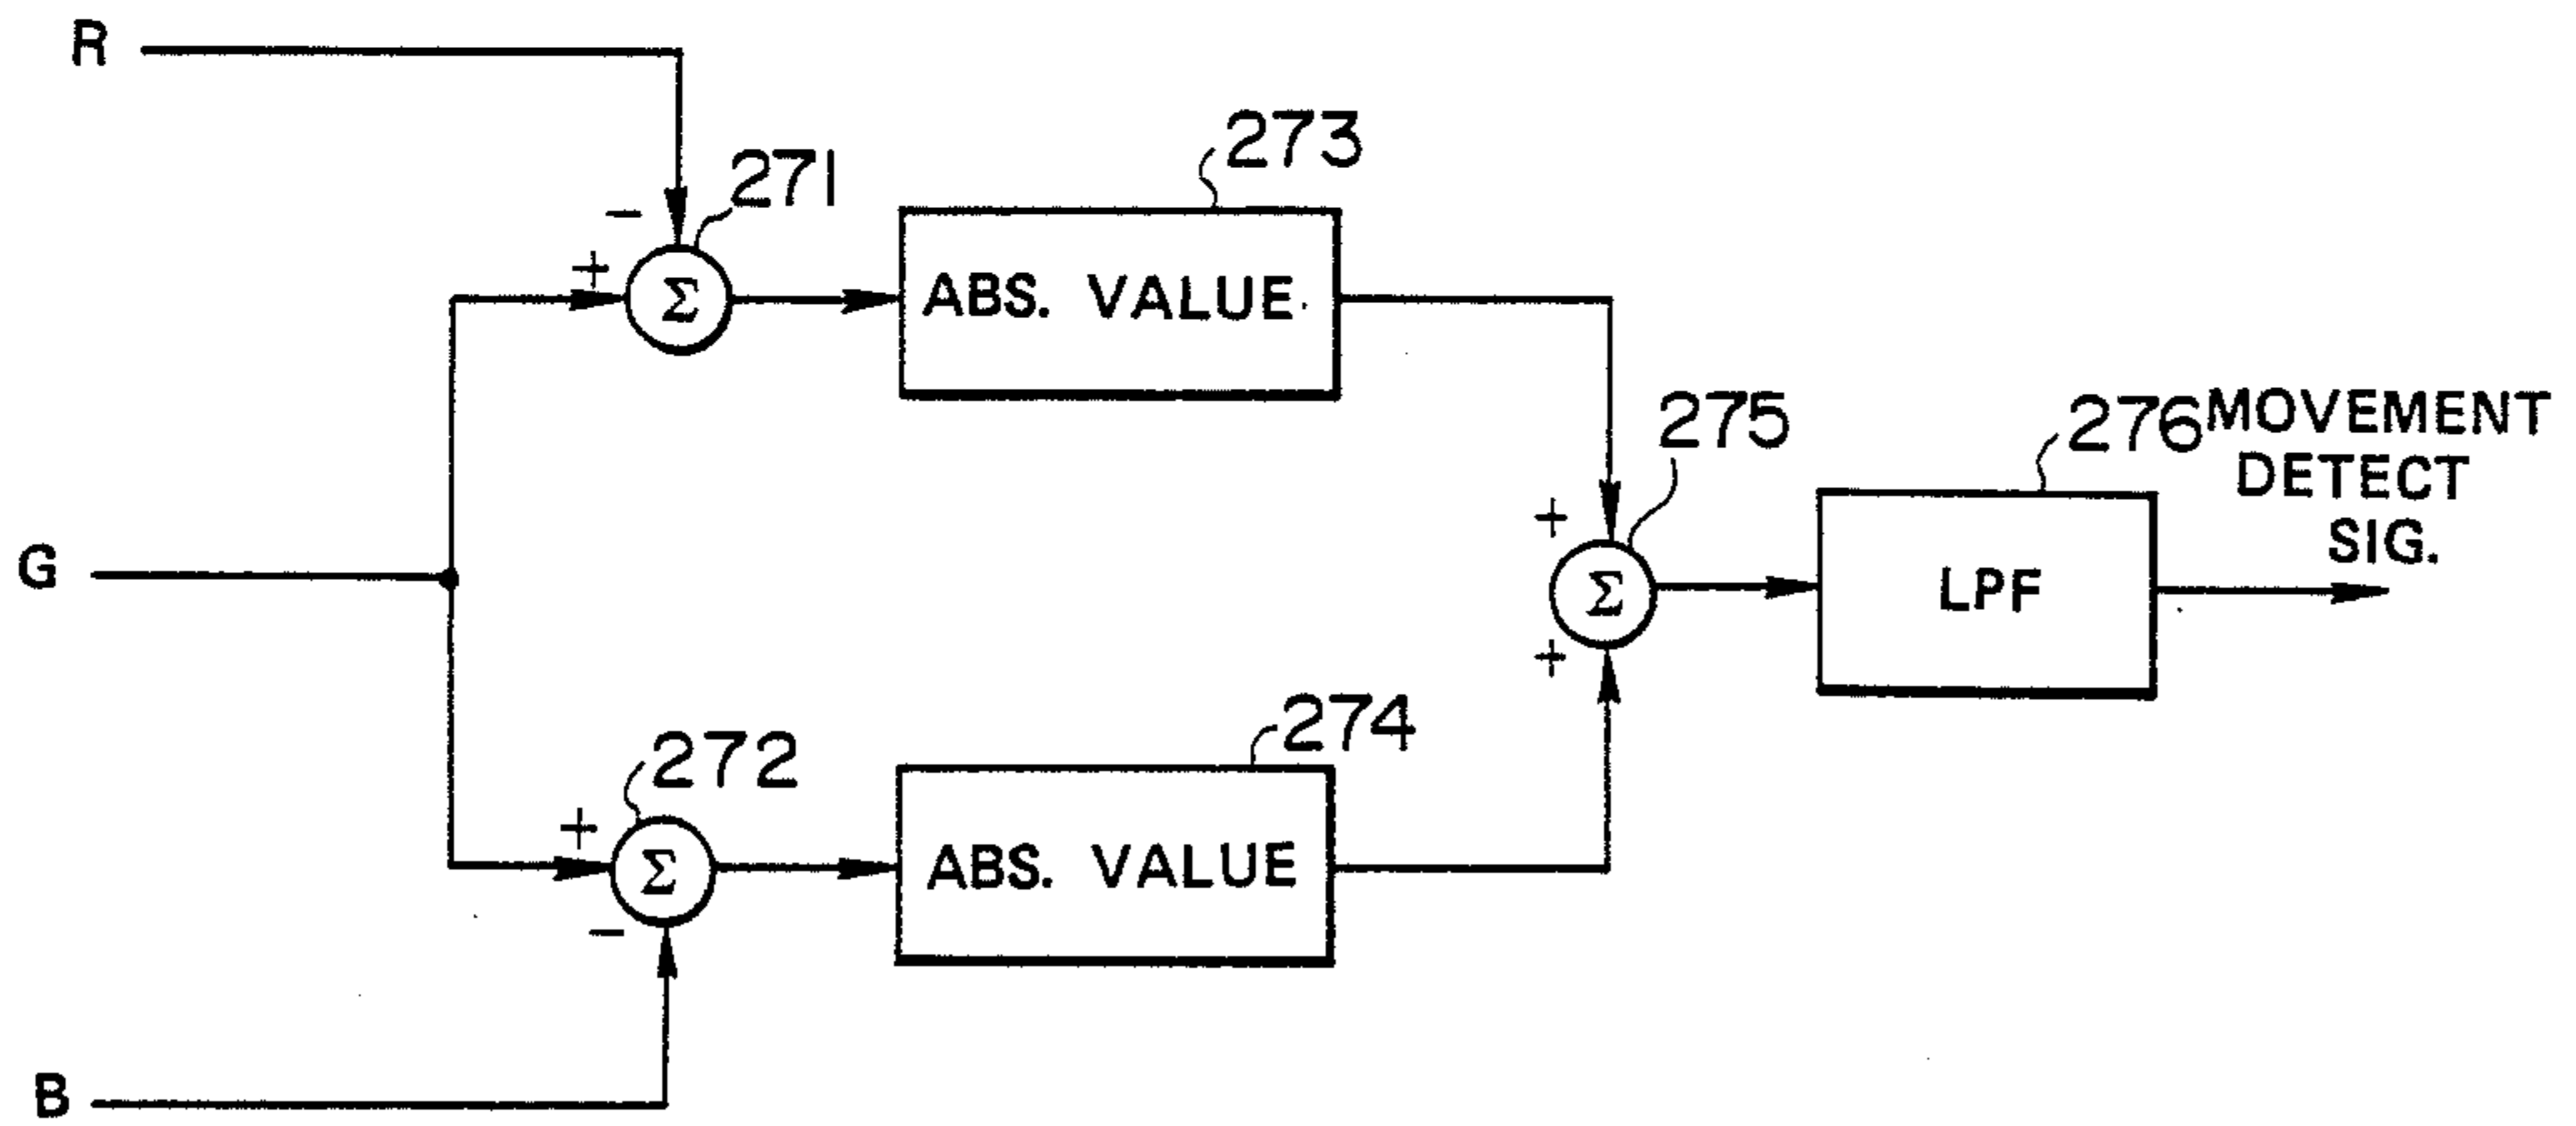 R
271
273
−
+
Σ
ABS. VALUE
275
276
MOVEMENT
DETECT
SIG.
G
+
Σ
LPF
+
272
274
+
Σ
ABS. VALUE
−
B